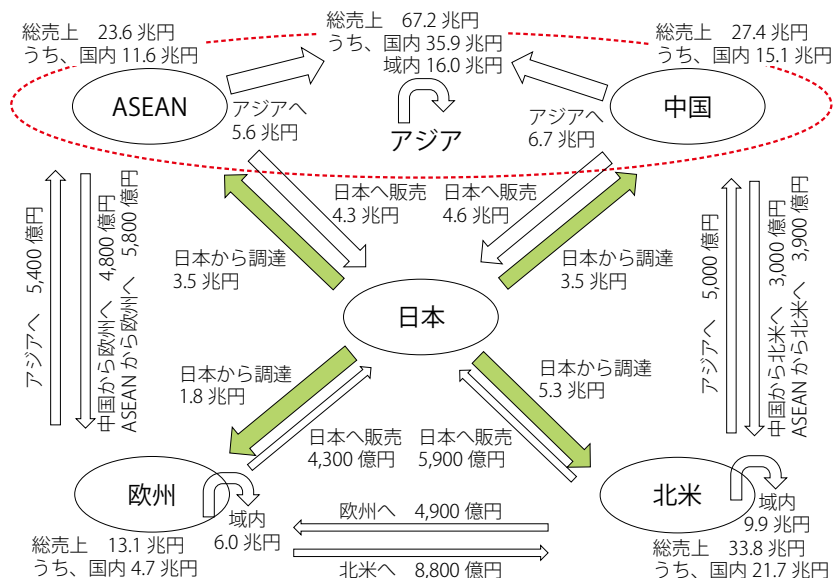 総売上　67.2 兆円
うち、国内 35.9 兆円
域内 16.0 兆円
総売上　23.6 兆円
うち、国内 11.6 兆円
総売上　27.4 兆円
うち、国内 15.1 兆円
ASEAN
アジアへ
5.6 兆円
アジア
アジアへ
6.7 兆円
中国
日本へ販売
4.3 兆円
日本へ販売
4.6 兆円
日本から調達
3.5 兆円
日本から調達
3.5 兆円
アジアへ　5,400 億円
中国から欧州へ　4,800 億円
ASEAN から欧州へ　5,800 億円
日本
アジアへ　5,000 億円
中国から北米へ　3,000 億円
ASEAN から北米へ　3,900 億円
日本から調達
1.8 兆円
日本から調達
5.3 兆円
日本へ販売
4,300 億円
日本へ販売
5,900 億円
欧州
域内
6.0 兆円
総売上　13.1 兆円
うち、国内 4.7 兆円
欧州へ　4,900 億円
北米へ　8,800 億円
北米
域内
9.9 兆円
総売上　33.8 兆円
うち、国内 21.7 兆円